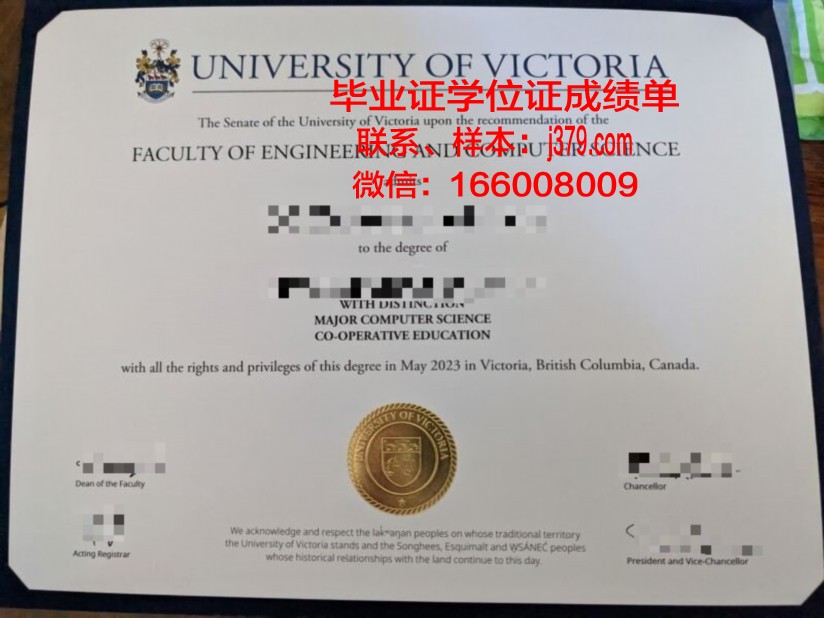 UNIVERSITY OF VICTORIA
毕业证学位证成绩单
The Senate of the University of Victoria upon the recommendation of the
联系、样本：j379.com
FACULTY OF ENGINEERING AND COMPUTER SCIENCE
微信：166008009
to the degree of
WITH DISTINCTION
MAJOR COMPUTER SCIENCE
CO-OPERATIVE EDUCATION
with all the rights and privileges of this degree in May 2023 in Victoria, British Columbia, Canada.
UNIVERSITY OF VICTORIA
Dean of the Faculty
Chancellor
Acting Registrar
We acknowledge and respect the lək̓ʷəŋən peoples on whose traditional territory
the University of Victoria stands and the Songhees, Esquimalt and W̱SÁNEĆ peoples
whose historical relationships with the land continue to this day.
President and Vice-Chancellor